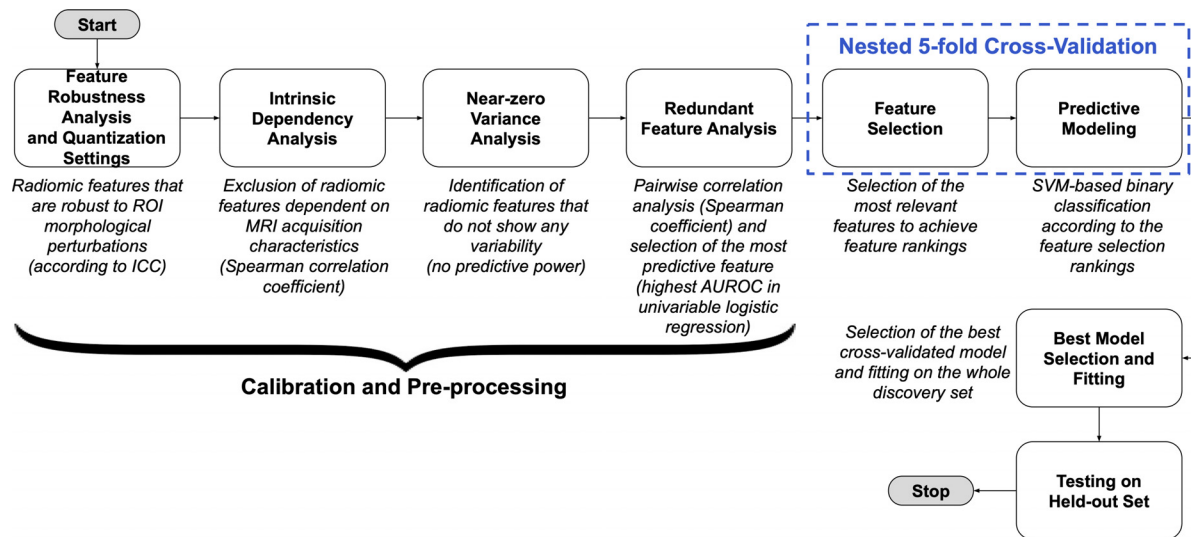 Start
Nested 5-fold Cross-Validation
Feature
Robustness
Analysis
and Quantization
Settings
Intrinsic
Dependency
Analysis
Near-zero
Variance
Analysis
Redundant
Feature Analysis
Feature
Selection
Predictive
Modeling
Radiomic features that
are robust to ROI
morphological
perturbations
(according to ICC)
Exclusion of radiomic
features dependent on
MRI acquisition
characteristics
(Spearman correlation
coefficient)
Identification of
radiomic features that
do not show any
variability
(no predictive power)
Pairwise correlation
analysis (Spearman
coefficient) and
selection of the most
predictive feature
(highest AUROC in
univariable logistic
regression)
Selection of the
most relevant
features to achieve
feature rankings
SVM-based binary
classification
according to the
feature selection
rankings
Calibration and Pre-processing
Selection of the best
cross-validated model
and fitting on the whole
discovery set
Best Model
Selection and
Fitting
Testing on
Held-out Set
Stop